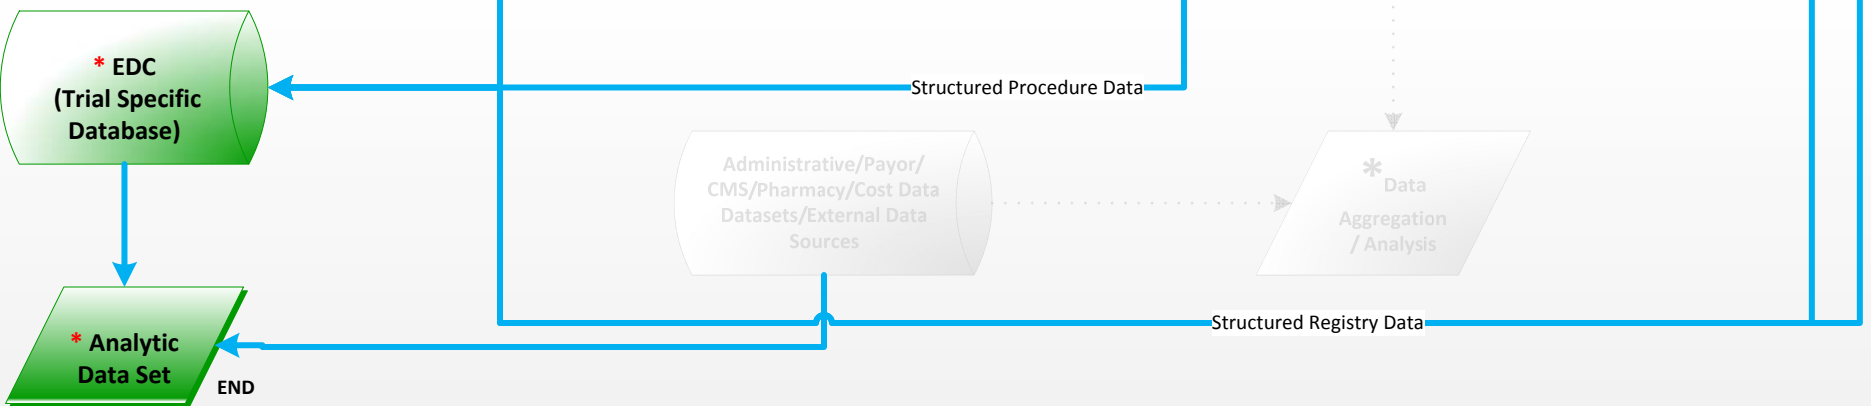 * EDC
(Trial Specific
Database)
Structured Procedure Data
Administrative/Payor/
CMS/Pharmacy/Cost Data
Datasets/External Data
Sources
* Data
Aggregation
/ Analysis
Structured Registry Data
* Analytic
Data Set
END